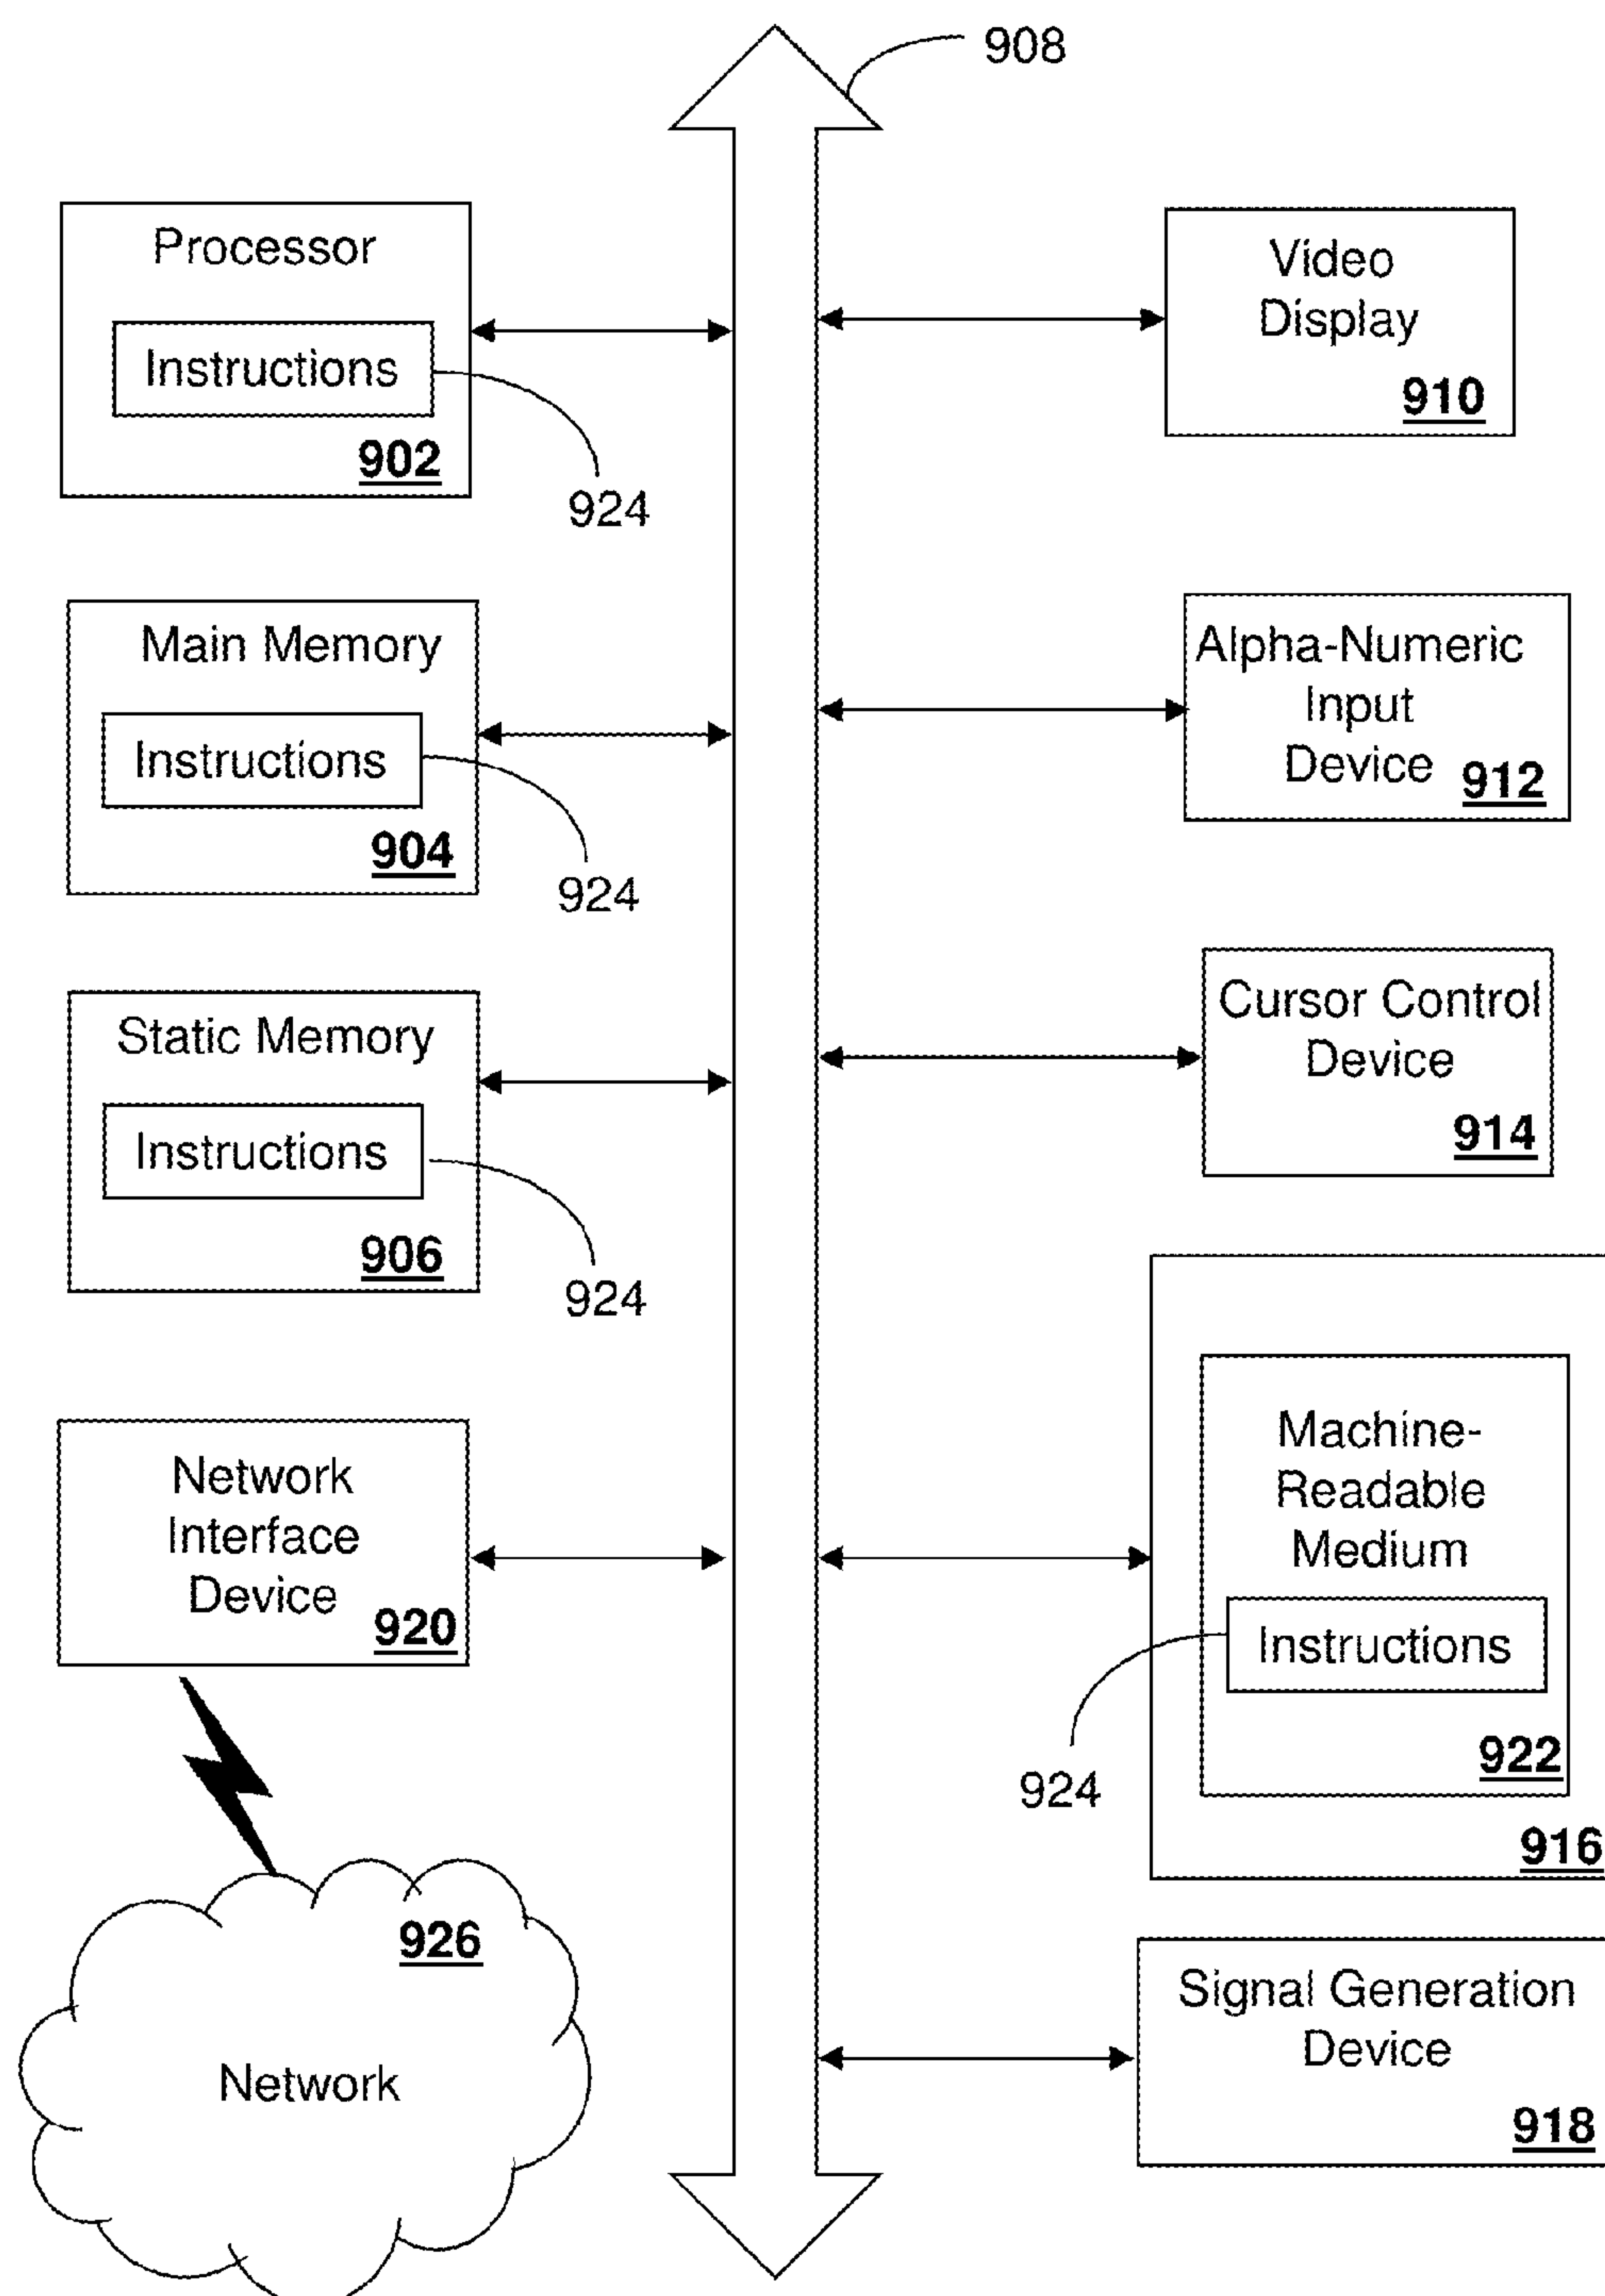 908
Processor
Instructions
902
924
Main Memory
Instructions
904
924
Static Memory
Instructions
906
924
Network
Interface
Device
920
926
Network
Video
Display
910
Alpha-Numeric
Input
Device
912
Cursor Control
Device
914
Machine-
Readable
Medium
Instructions
924
922
916
Signal Generation
Device
918